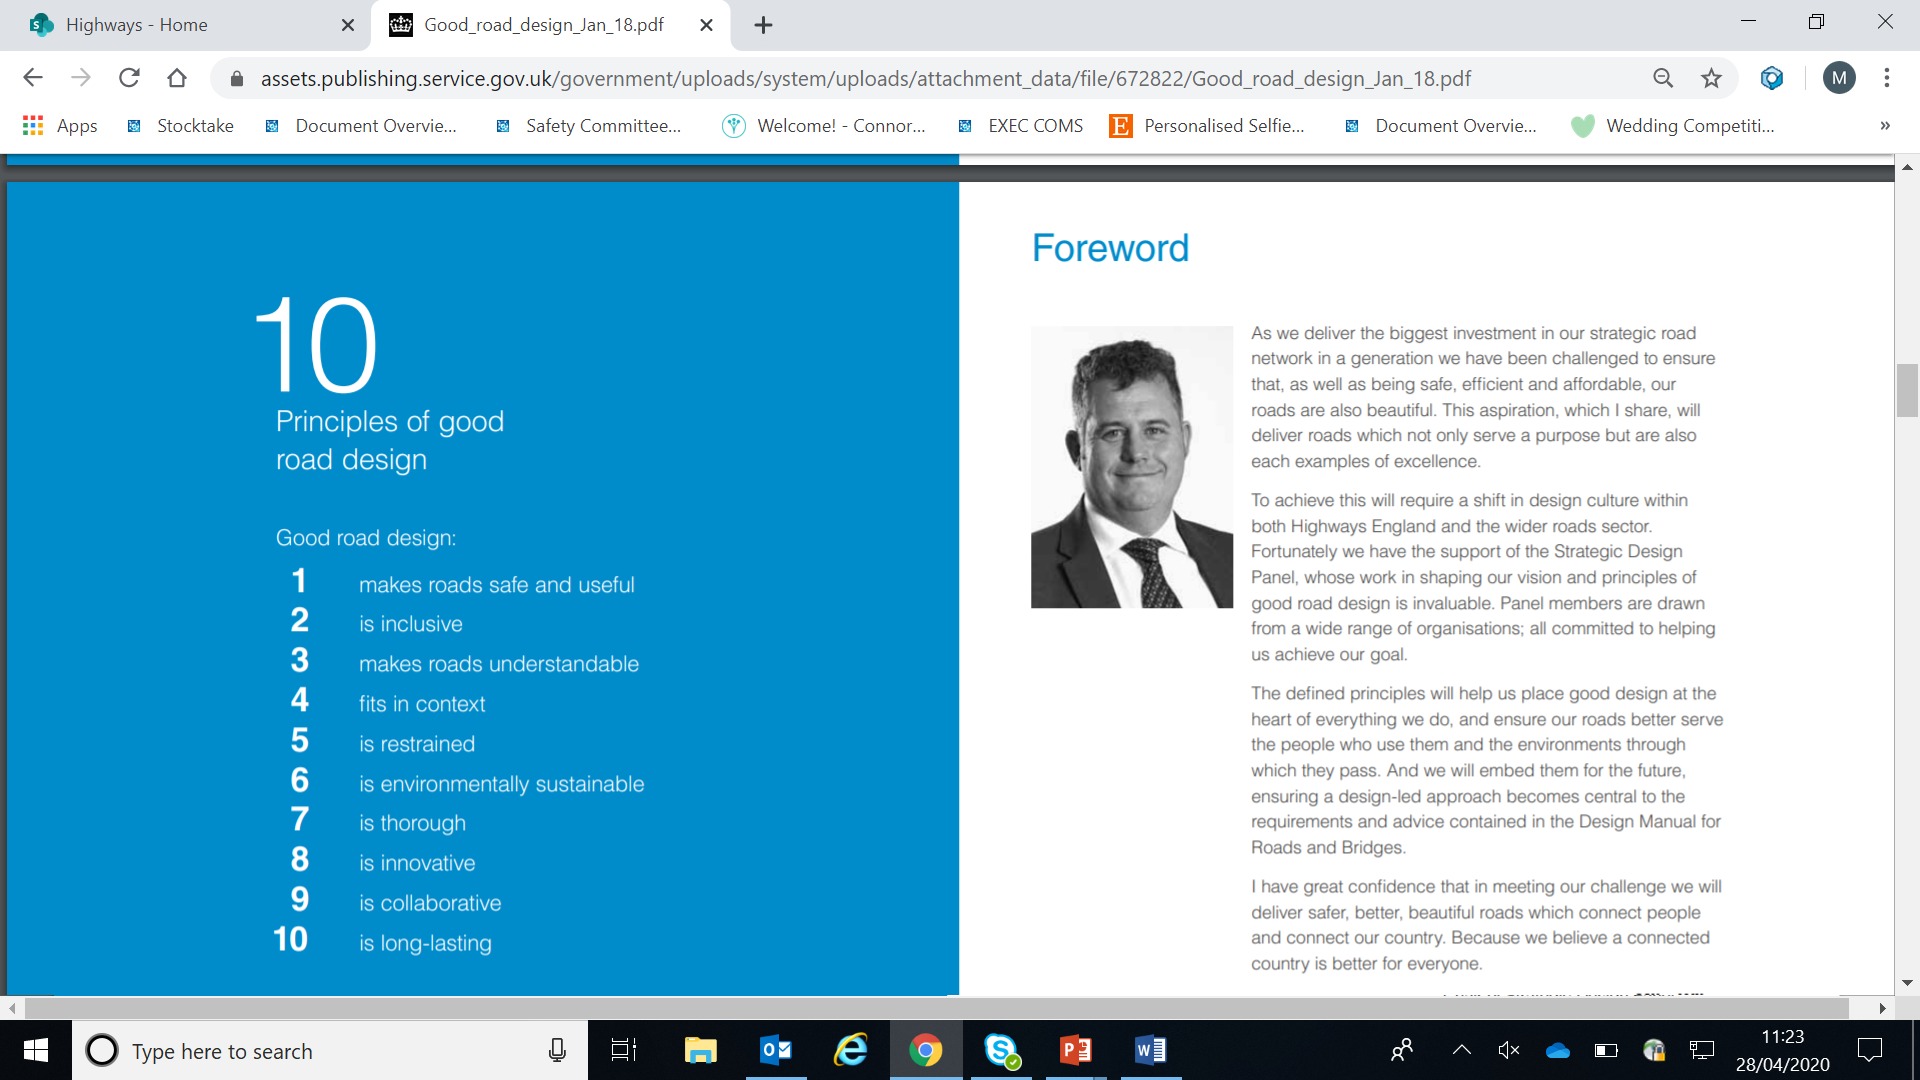 Highways - Home
Good_road_design_Jan_18.pdf
assets.publishing.service.gov.uk/government/uploads/system/uploads/attachment_data/file/672822/Good_road_design_Jan_18.pdf
M
Apps
Stocktake
Document Overvie...
Safety Committee...
Welcome! - Connor...
EXEC COMS
E
Personalised Selfie...
Document Overvie...
Wedding Competiti...
»
10
Principles of good
road design
Good road design:
1 makes roads safe and useful
2 is inclusive
3 makes roads understandable
4 fits in context
5 is restrained
6 is environmentally sustainable
7 is thorough
8 is innovative
9 is collaborative
10 is long-lasting
Foreword
As we deliver the biggest investment in our strategic road
network in a generation we have been challenged to ensure
that, as well as being safe, efficient and affordable, our
roads are also beautiful. This aspiration, which I share, will
deliver roads which not only serve a purpose but are also
each examples of excellence.
To achieve this will require a shift in design culture within
both Highways England and the wider roads sector.
Fortunately we have the support of the Strategic Design
Panel, whose work in shaping our vision and principles of
good road design is invaluable. Panel members are drawn
from a wide range of organisations; all committed to helping
us achieve our goal.
The defined principles will help us place good design at the
heart of everything we do, and ensure our roads better serve
the people who use them and the environments through
which they pass. And we will embed them for the future,
ensuring a design-led approach becomes central to the
requirements and advice contained in the Design Manual for
Roads and Bridges.
I have great confidence that in meeting our challenge we will
deliver safer, better, beautiful roads which connect people
and connect our country. Because we believe a connected
country is better for everyone.
Type here to search
11:23
28/04/2020